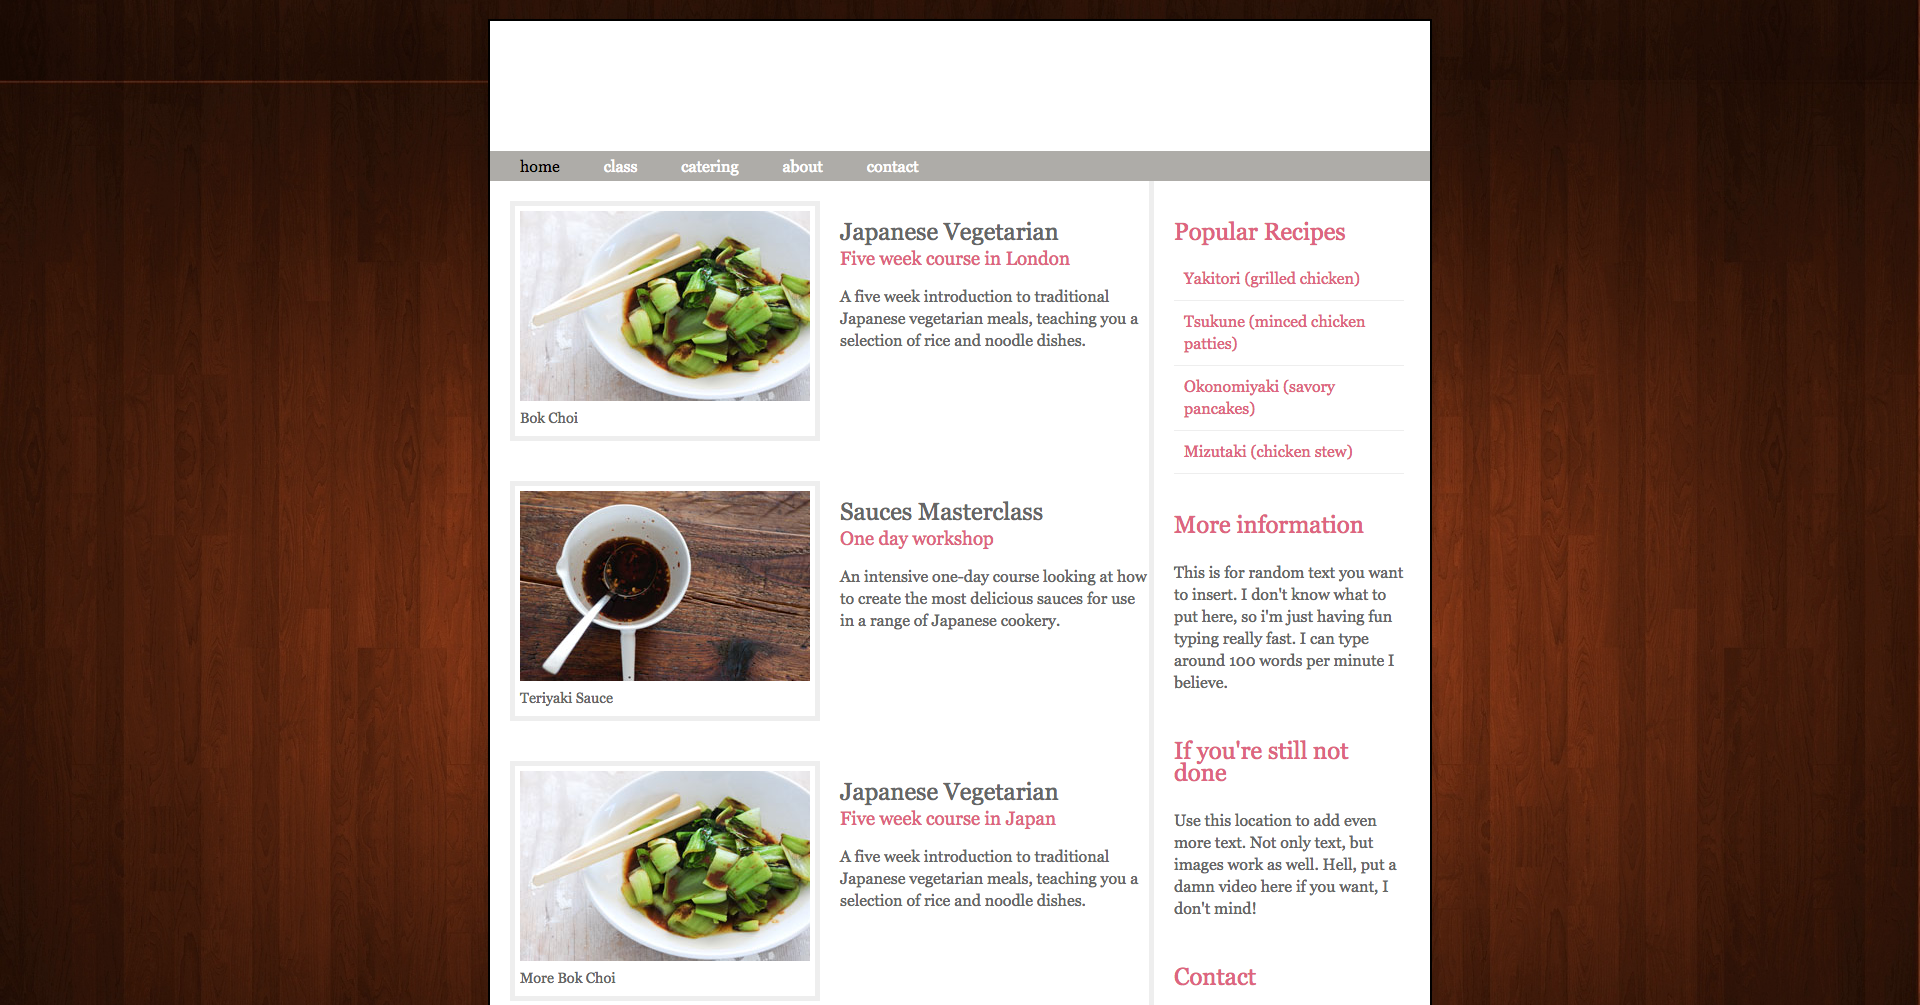 home class catering about contact
Bok Choi
Japanese Vegetarian
Five week course in London
A five week introduction to traditional
Japanese vegetarian meals, teaching you a
selection of rice and noodle dishes.
Teriyaki Sauce
Sauces Masterclass
One day workshop
An intensive one-day course looking at how
to create the most delicious sauces for use
in a range of Japanese cookery.
More Bok Choi
Japanese Vegetarian
Five week course in Japan
A five week introduction to traditional
Japanese vegetarian meals, teaching you a
selection of rice and noodle dishes.
Popular Recipes
Yakitori (grilled chicken)
Tsukune (minced chicken
patties)
Okonomiyaki (savory
pancakes)
Mizutaki (chicken stew)
More information
This is for random text you want
to insert. I don't know what to
put here, so i'm just having fun
typing really fast. I can type
around 100 words per minute I
believe.
If you're still not
done
Use this location to add even
more text. Not only text, but
images work as well. Hell, put a
damn video here if you want, I
don't mind!
Contact